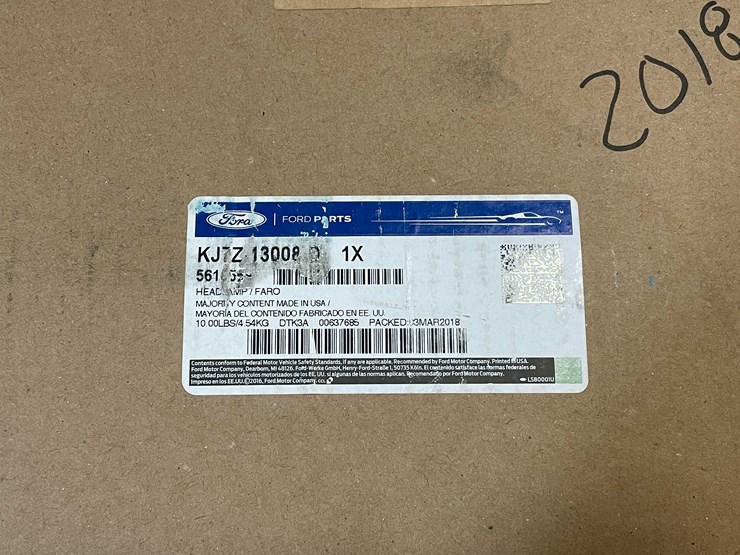 2018
Ford FORD PARTS TM
13008 1X
FARO
MAJORITY CONTENT MADE IN USA /
MAYORÍA DEL CONTENIDO FABRICADO EN EE. UU.
10.00LBS/4.54KG DTK3A 00637685 PACKED: 3MAR2018
Contents conform to Federal Motor Vehicle Safety Standards, if any are applicable. Recommended by Ford Motor Company. Printed in USA.
Ford Motor Company, Dearborn, MI 48126. Ford-Werke GmbH, Henry-Ford-Straße 1, 50735 Köln. El contenido satisface las normas federales de
seguridad para los vehículos motorizados de los EE. UU. si algunas de las normas aplican. Recomendado por Ford Motor Company.
Impreso en los EE.UU. ©2016, Ford Motor Company. LSB0001U